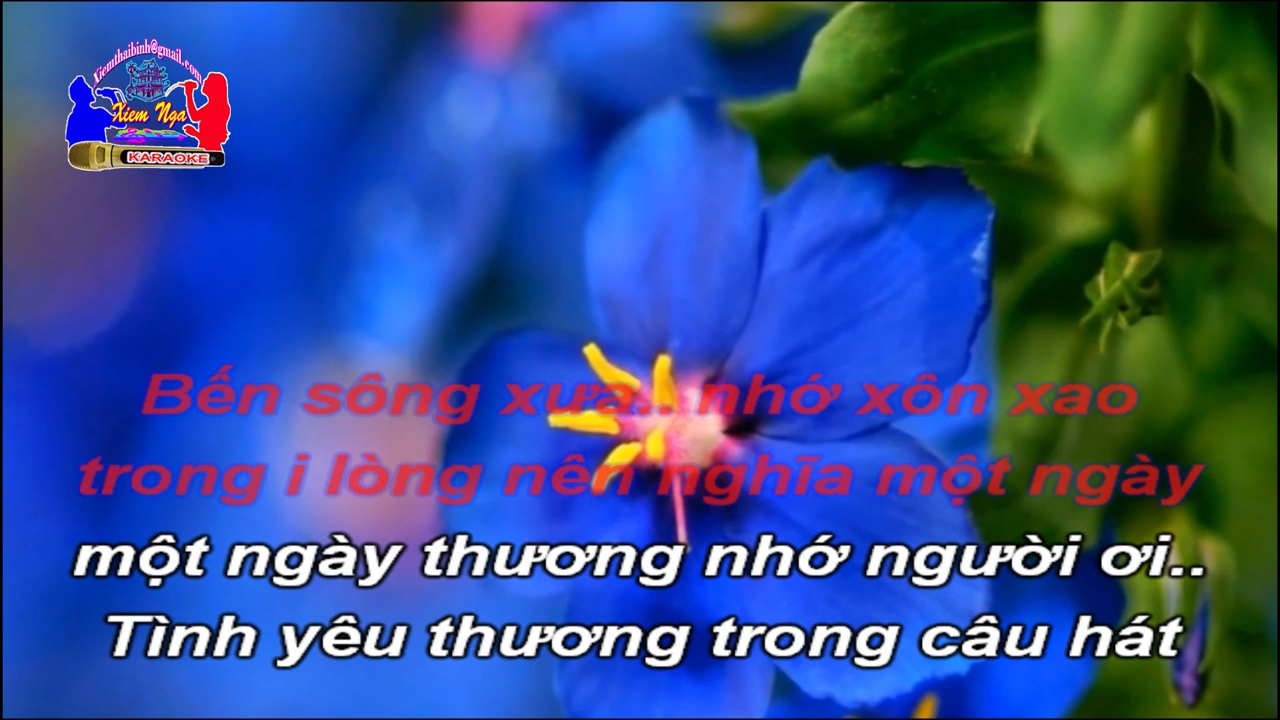 Xiemthaibinh@gmail.com
Xiem Nga
KARAOKE
Bến sông xưa.. nhớ xôn xao
trong i lòng nên nghĩa một ngày
một ngày thương nhớ người ơi..
Tình yêu thương trong câu hát